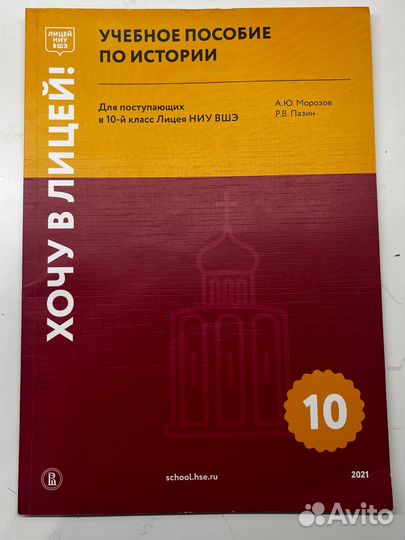 ЛИЦЕЙ
НИУ
ВШЭ
УЧЕБНОЕ ПОСОБИЕ
ПО ИСТОРИИ
Для поступающих
в 10-й класс Лицея НИУ ВШЭ
А.Ю. Морозов
Р.В. Пазин
ХОЧУ В ЛИЦЕЙ!
10
school.hse.ru
2021
Avito